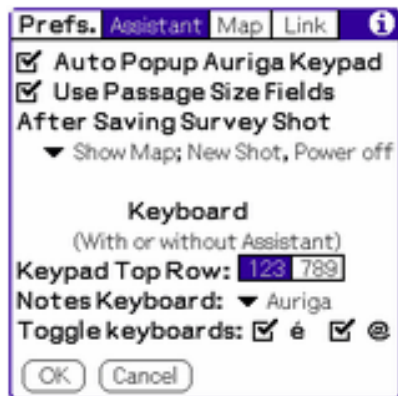 Prefs. Assistant Map Link i
Auto Popup Auriga Keypad
Use Passage Size Fields
After Saving Survey Shot
Show Map; New Shot, Power off
Keyboard
(With or without Assistant)
Keypad Top Row: 123 789
Notes Keyboard: Auriga
Toggle keyboards: é @
OK Cancel